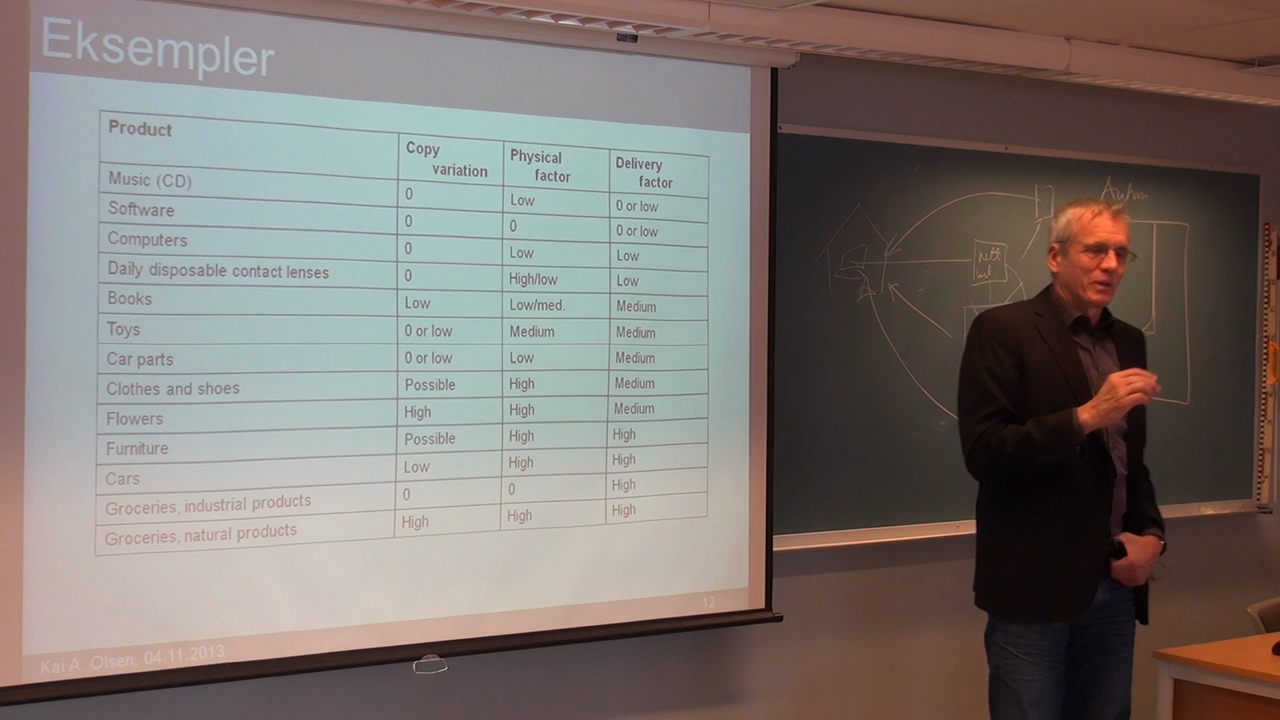 Eksempler
Product Copy variation Physical factor Delivery factor
Music (CD) 0 Low 0 or low
Software 0 0 0 or low
Computers 0 Low Low
Daily disposable contact lenses 0 High/low Low
Books Low Low/med. Medium
Toys 0 or low Medium Medium
Car parts 0 or low Low Medium
Clothes and shoes Possible High Medium
Flowers High High Medium
Furniture Possible High High
Cars Low High High
Groceries, industrial products 0 0 High
Groceries, natural products High High High
12
Kai A. Olsen, 04.11.2013